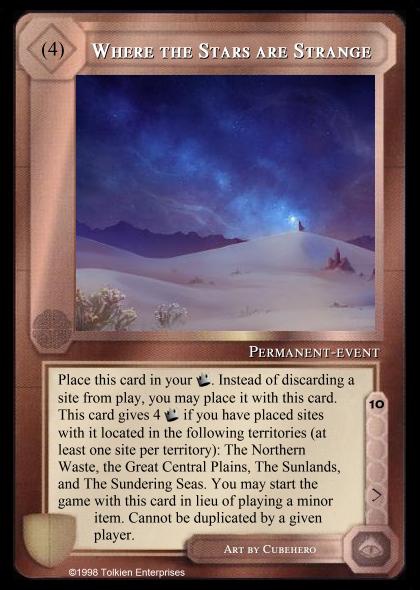 (4)
WHERE THE STARS ARE STRANGE
PERMANENT-EVENT
Place this card in your . Instead of discarding a
site from play, you may place it with this card.
This card gives 4 if you have placed sites
with it located in the following territories (at
least one site per territory): The Northern
Waste, the Great Central Plains, The Sunlands,
and The Sundering Seas. You may start the
game with this card in lieu of playing a minor
item. Cannot be duplicated by a given
player.
10
ART BY CUBEHERO
©1998 Tolkien Enterprises